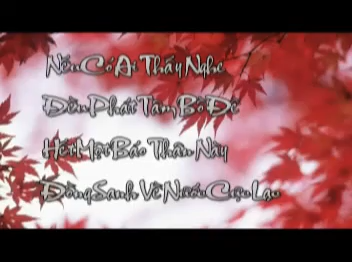 Nếu Có Ai Thấy Nghe
Đều Phát Tâm Bồ Đề
Hết Một Báo Thân Này
Đồng Sanh Về Nước Cực Lạc